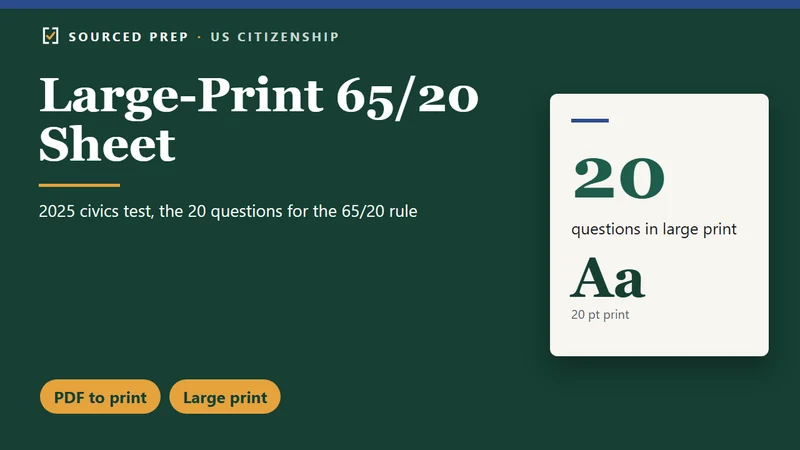 SOURCED PREP · US CITIZENSHIP
Large-Print 65/20
Sheet
2025 civics test, the 20 questions for the 65/20 rule
20
questions in large print
Aa
20 pt print
PDF to print
Large print